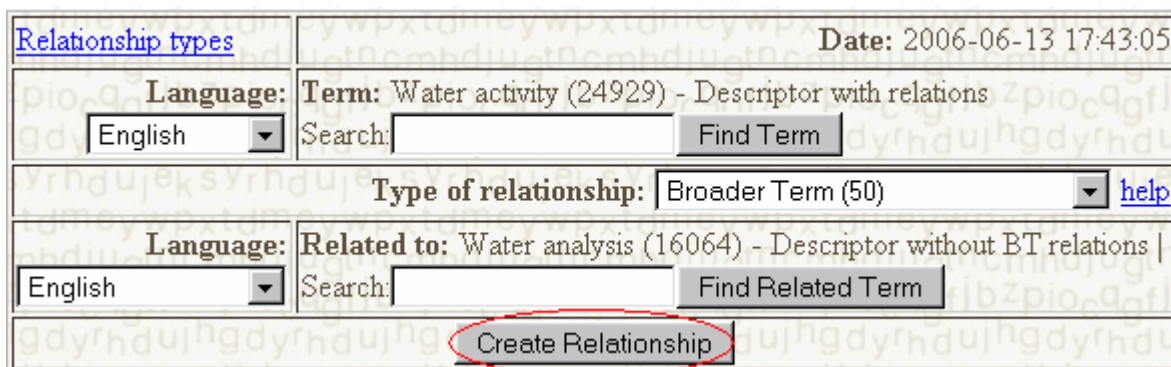 Relationship types Date: 2006-06-13 17:43:05
Language: Term: Water activity (24929) - Descriptor with relations
English Search: Find Term
Type of relationship: Broader Term (50) help
Language: Related to: Water analysis (16064) - Descriptor without BT relations |
English Search: Find Related Term
Create Relationship